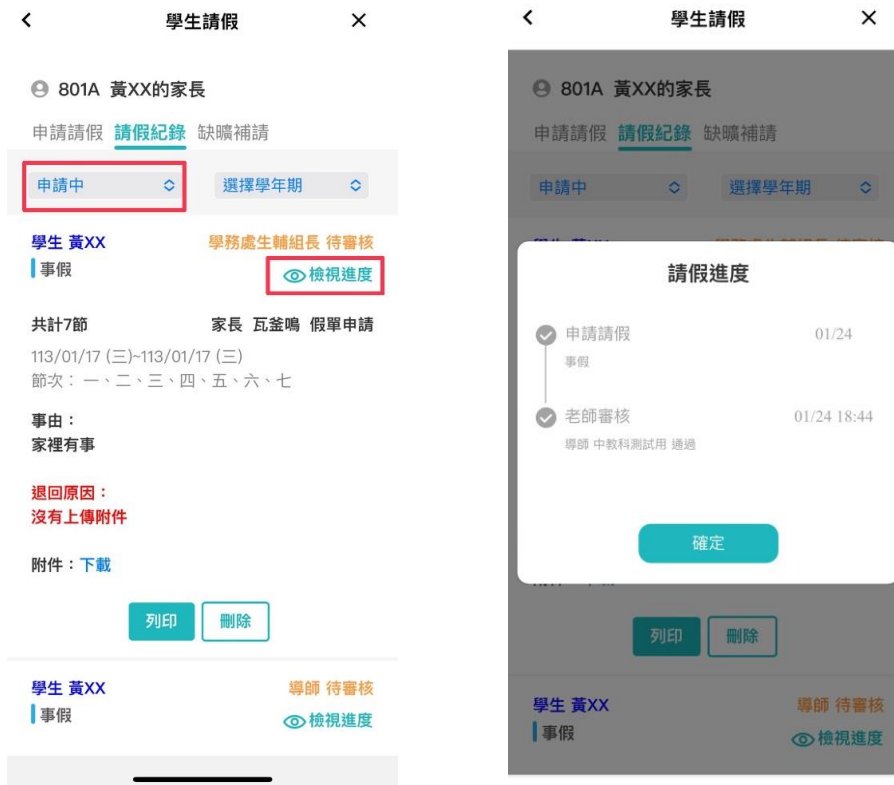 學生請假
801A 黃XX的家長
申請請假 請假紀錄 缺曠補請
申請中 選擇學年期
學生 黃XX 學務處生輔組長 待審核
事假 檢視進度
共計7節 家長 瓦釜鳴 假單申請
113/01/17 (三)~113/01/17 (三)
節次：一、二、三、四、五、六、七
事由：
家裡有事
退回原因：
沒有上傳附件
附件：下載
列印 刪除
學生 黃XX 導師 待審核
事假 檢視進度
學生請假
801A 黃XX的家長
申請請假 請假紀錄 缺曠補請
申請中 選擇學年期
請假進度
申請請假 01/24
事假
老師審核 01/24 18:44
導師 中教科測試用 通過
確定
列印 刪除
學生 黃XX 導師 待審核
事假 檢視進度